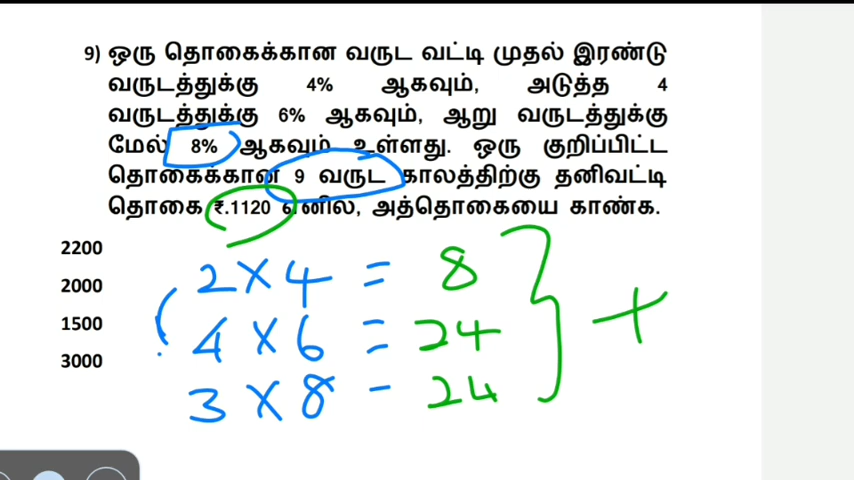 9) ஒரு தொகைக்கான வருட வட்டி முதல் இரண்டு
வருடத்துக்கு 4% ஆகவும், அடுத்த 4
வருடத்துக்கு 6% ஆகவும், ஆறு வருடத்துக்கு
மேல் 8% ஆகவும் உள்ளது. ஒரு குறிப்பிட்ட
தொகைக்கான 9 வருட காலத்திற்கு தனிவட்டி
தொகை ₹.1120 எனில், அத்தொகையை காண்க.
2200
2000
1500
3000
2 × 4 = 8
4 × 6 = 24
3 × 8 - 24
+